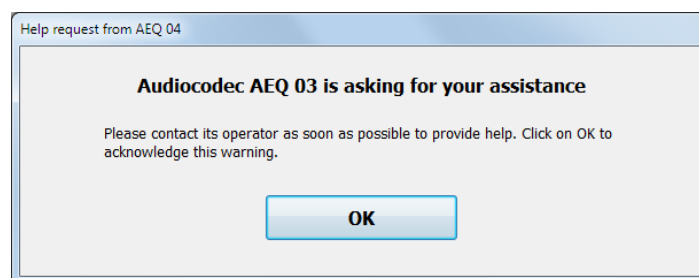 Help request from AEQ 04
Audiocodec AEQ 03 is asking for your assistance
Please contact its operator as soon as possible to provide help. Click on OK to
acknowledge this warning.
OK